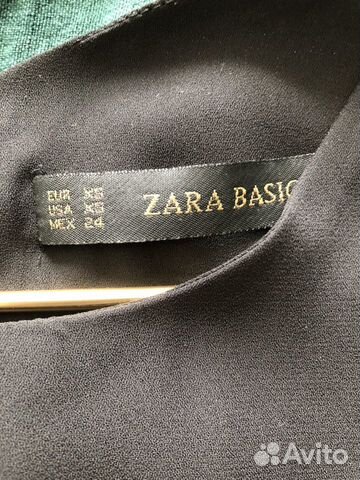 EUR XS
USA XS
MEX 24
ZARA BASIC
Avito